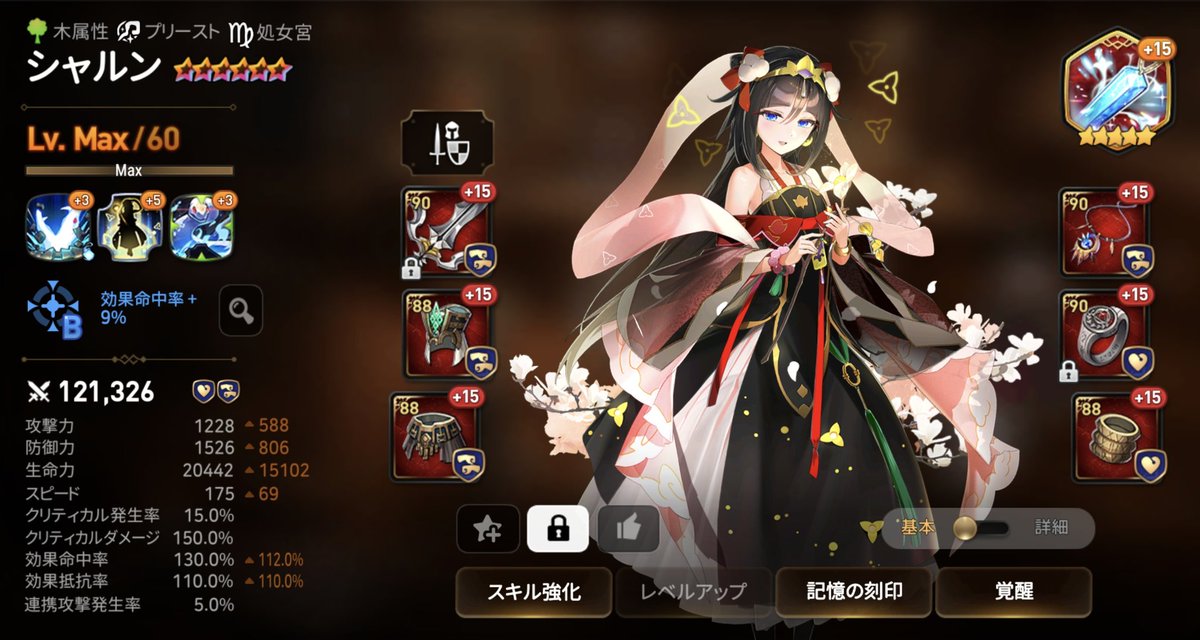 木属性 プリースト 処女宮
シャルン
Lv. Max/60
Max
+3 +5 +3
B
効果命中率+
9%
121,326
攻撃力 1228 588
防御力 1526 806
生命力 20442 15102
スピード 175 69
クリティカル発生率 15.0%
クリティカルダメージ 150.0%
効果命中率 130.0% 112.0%
効果抵抗率 110.0% 110.0%
連携攻撃発生率 5.0%
90 +15
88 +15
88 +15
+15
90 +15
90 +15
88 +15
基本 詳細
スキル強化 レベルアップ 記憶の刻印 覚醒